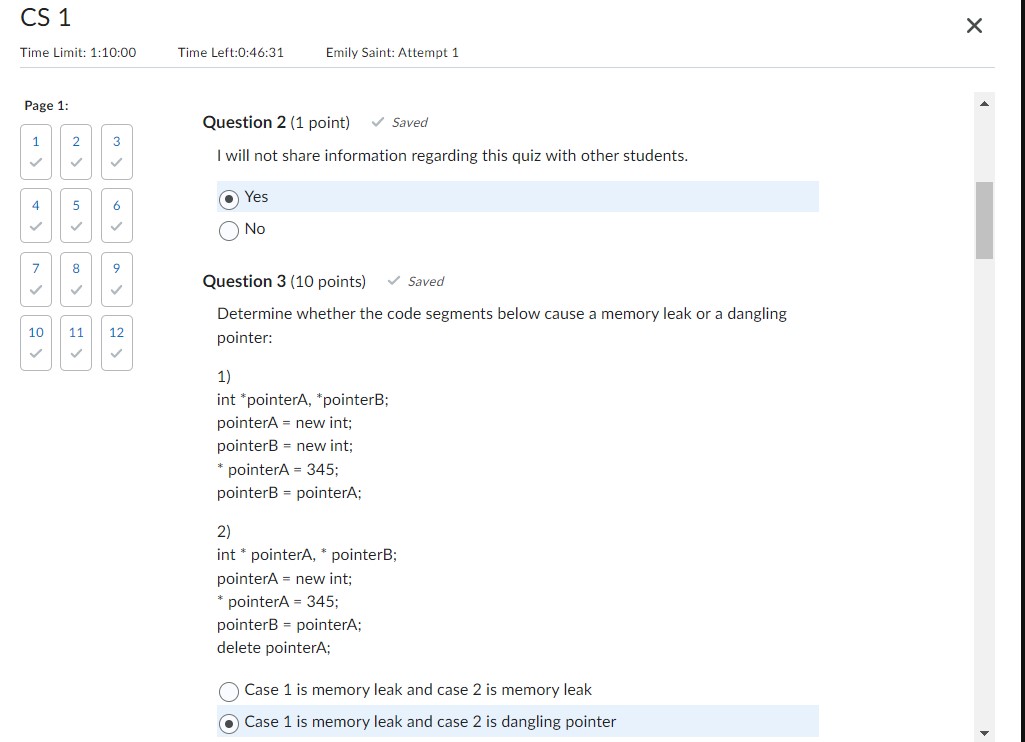 CS 1
Time Limit: 1:10:00 Time Left:0:46:31 Emily Saint: Attempt 1
Page 1:
1 2 3
4 5 6
7 8 9
10 11 12
Question 2 (1 point) Saved
I will not share information regarding this quiz with other students.
Yes
No
Question 3 (10 points) Saved
Determine whether the code segments below cause a memory leak or a dangling
pointer:
1)
int *pointerA, *pointerB;
pointerA = new int;
pointerB = new int;
* pointerA = 345;
pointerB = pointerA;
2)
int * pointerA, * pointerB;
pointerA = new int;
* pointerA = 345;
pointerB = pointerA;
delete pointerA;
Case 1 is memory leak and case 2 is memory leak
Case 1 is memory leak and case 2 is dangling pointer